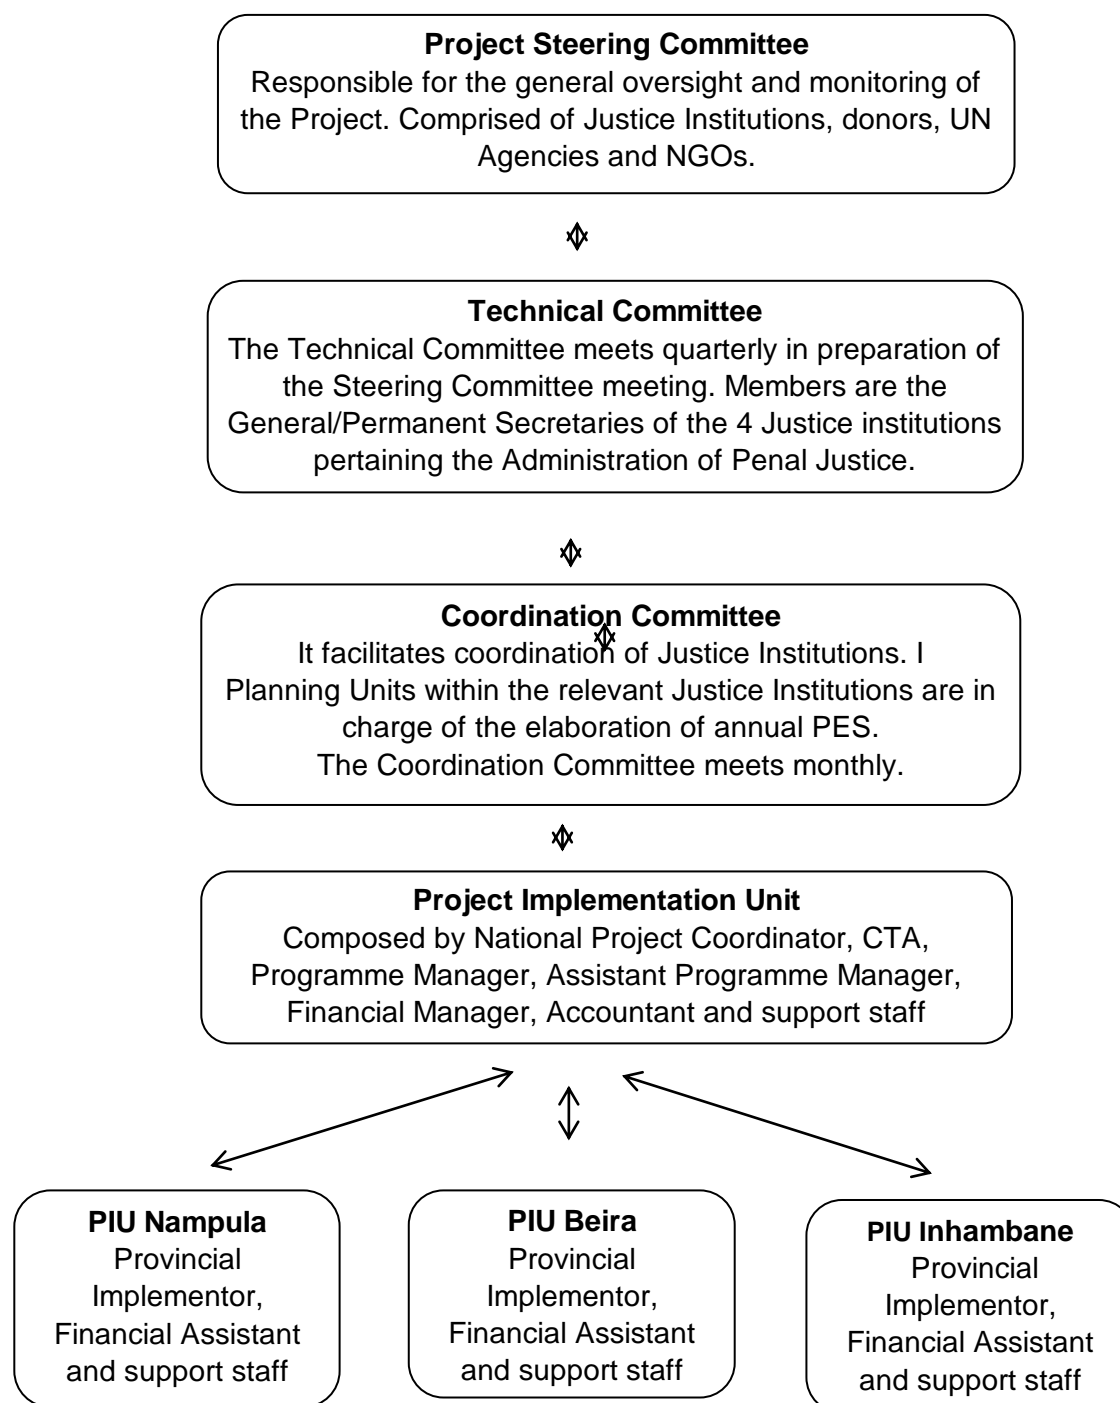 Project Steering Committee
Responsible for the general oversight and monitoring of
the Project. Comprised of Justice Institutions, donors, UN
Agencies and NGOs.
Technical Committee
The Technical Committee meets quarterly in preparation of
the Steering Committee meeting. Members are the
General/Permanent Secretaries of the 4 Justice institutions
pertaining the Administration of Penal Justice.
Coordination Committee
It facilitates coordination of Justice Institutions. I
Planning Units within the relevant Justice Institutions are in
charge of the elaboration of annual PES.
The Coordination Committee meets monthly.
Project Implementation Unit
Composed by National Project Coordinator, CTA,
Programme Manager, Assistant Programme Manager,
Financial Manager, Accountant and support staff
PIU Nampula
Provincial
Implementor,
Financial Assistant
and support staff
PIU Beira
Provincial
Implementor,
Financial Assistant
and support staff
PIU Inhambane
Provincial
Implementor,
Financial Assistant
and support staff